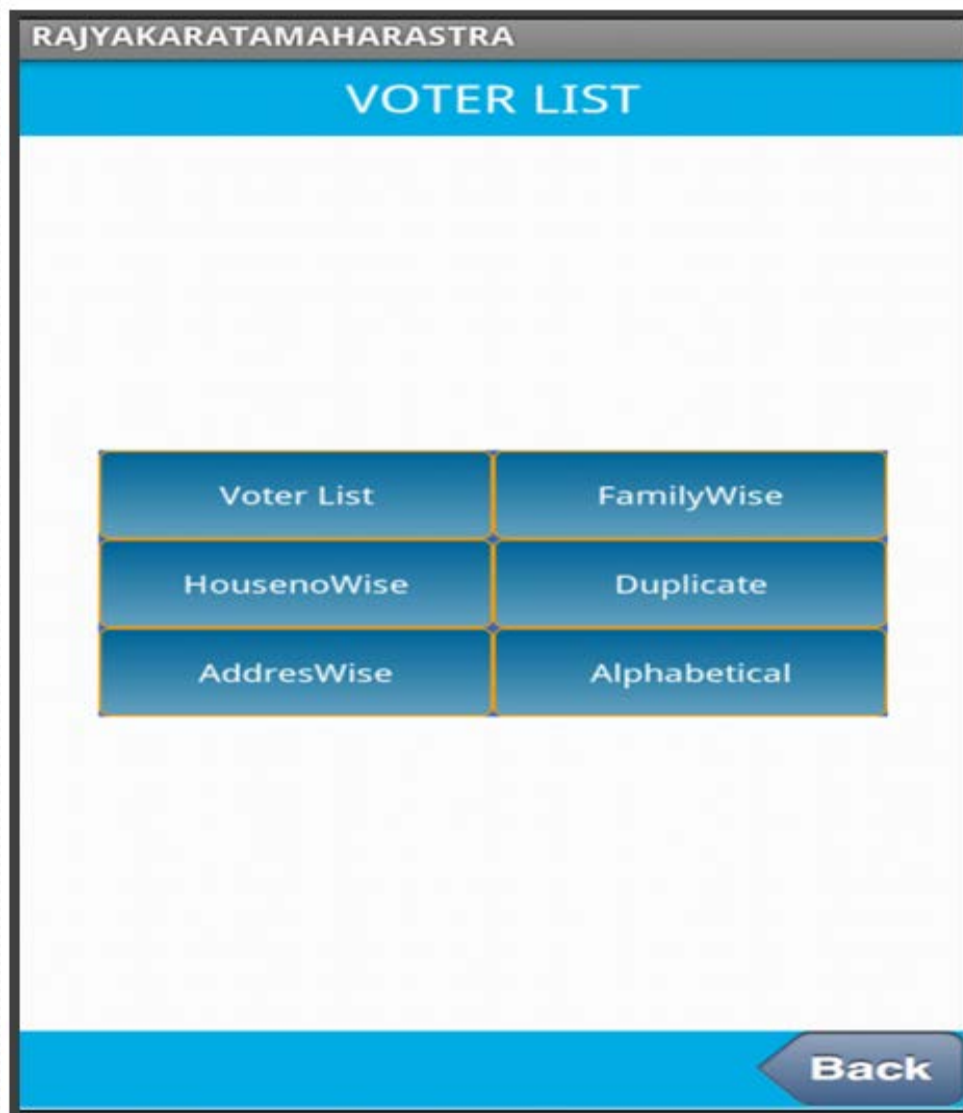 RAJYAKARATAMAHARASTRA
VOTER LIST
Voter List
FamilyWise
HousenoWise
Duplicate
AddresWise
Alphabetical
Back